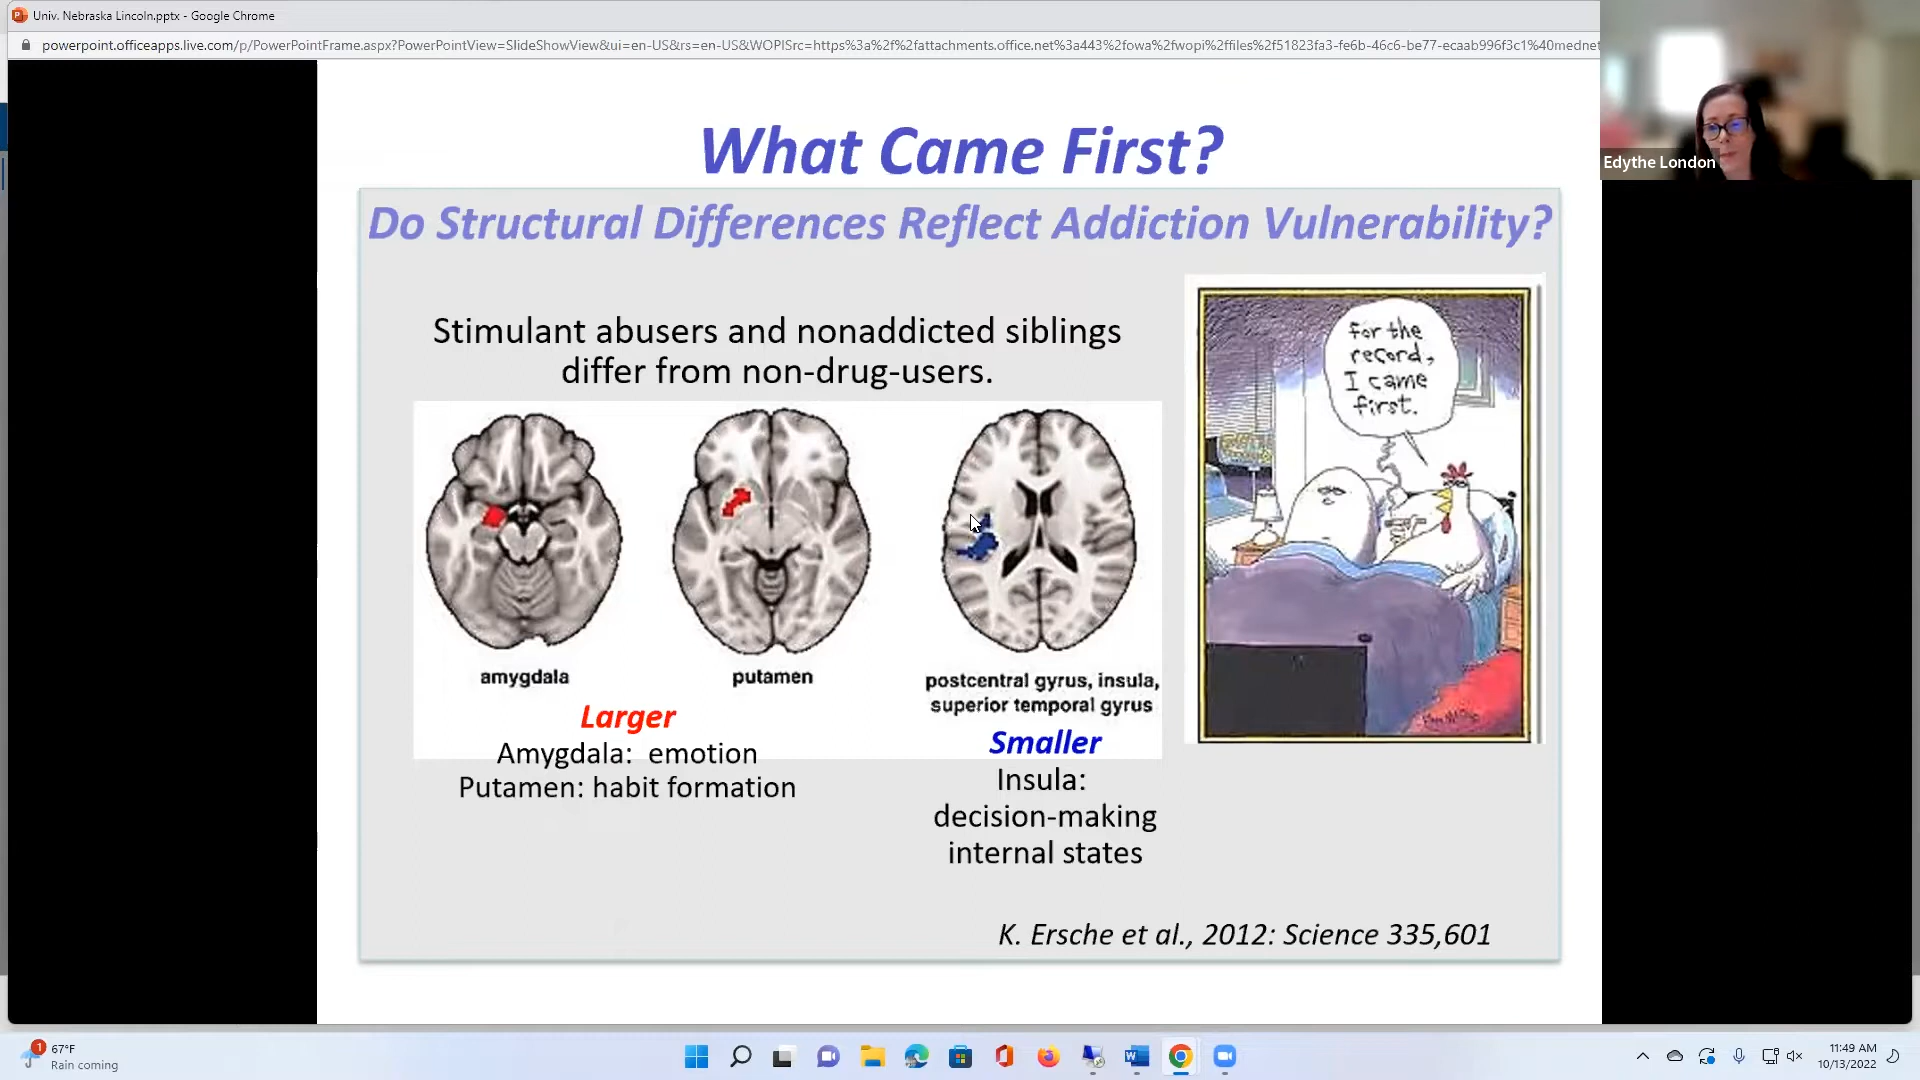 Univ. Nebraska Lincoln.pptx - Google Chrome
powerpoint.officeapps.live.com/p/PowerPointFrame.aspx?PowerPointView=SlideShowView&ui=en-US&rs=en-US&WOPISrc=https%3a%2f%2fattachments.office.net%3a443%2fowa%2fwopi%2ffiles%2f51823fa3-fe6b-46c6-be77-ecaab996f3c1%40mednet
Edythe London
What Came First?
Do Structural Differences Reflect Addiction Vulnerability?
Stimulant abusers and nonaddicted siblings
differ from non-drug-users.
for the
record,
I came
first.
amygdala
putamen
postcentral gyrus, insula,
superior temporal gyrus
Larger
Amygdala: emotion
Putamen: habit formation
Smaller
Insula:
decision-making
internal states
K. Ersche et al., 2012: Science 335,601
1
67°F
Rain coming
11:49 AM
10/13/2022